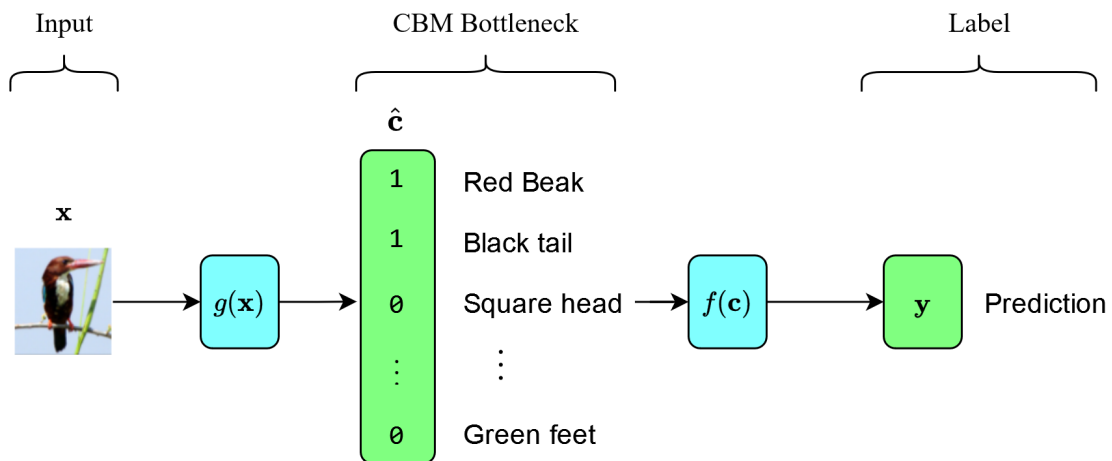 Input
CBM Bottleneck
Label
ĉ
x
1 Red Beak
1 Black tail
g(x)
0 Square head
f(c)
y
Prediction
⋮ ⋮
0 Green feet